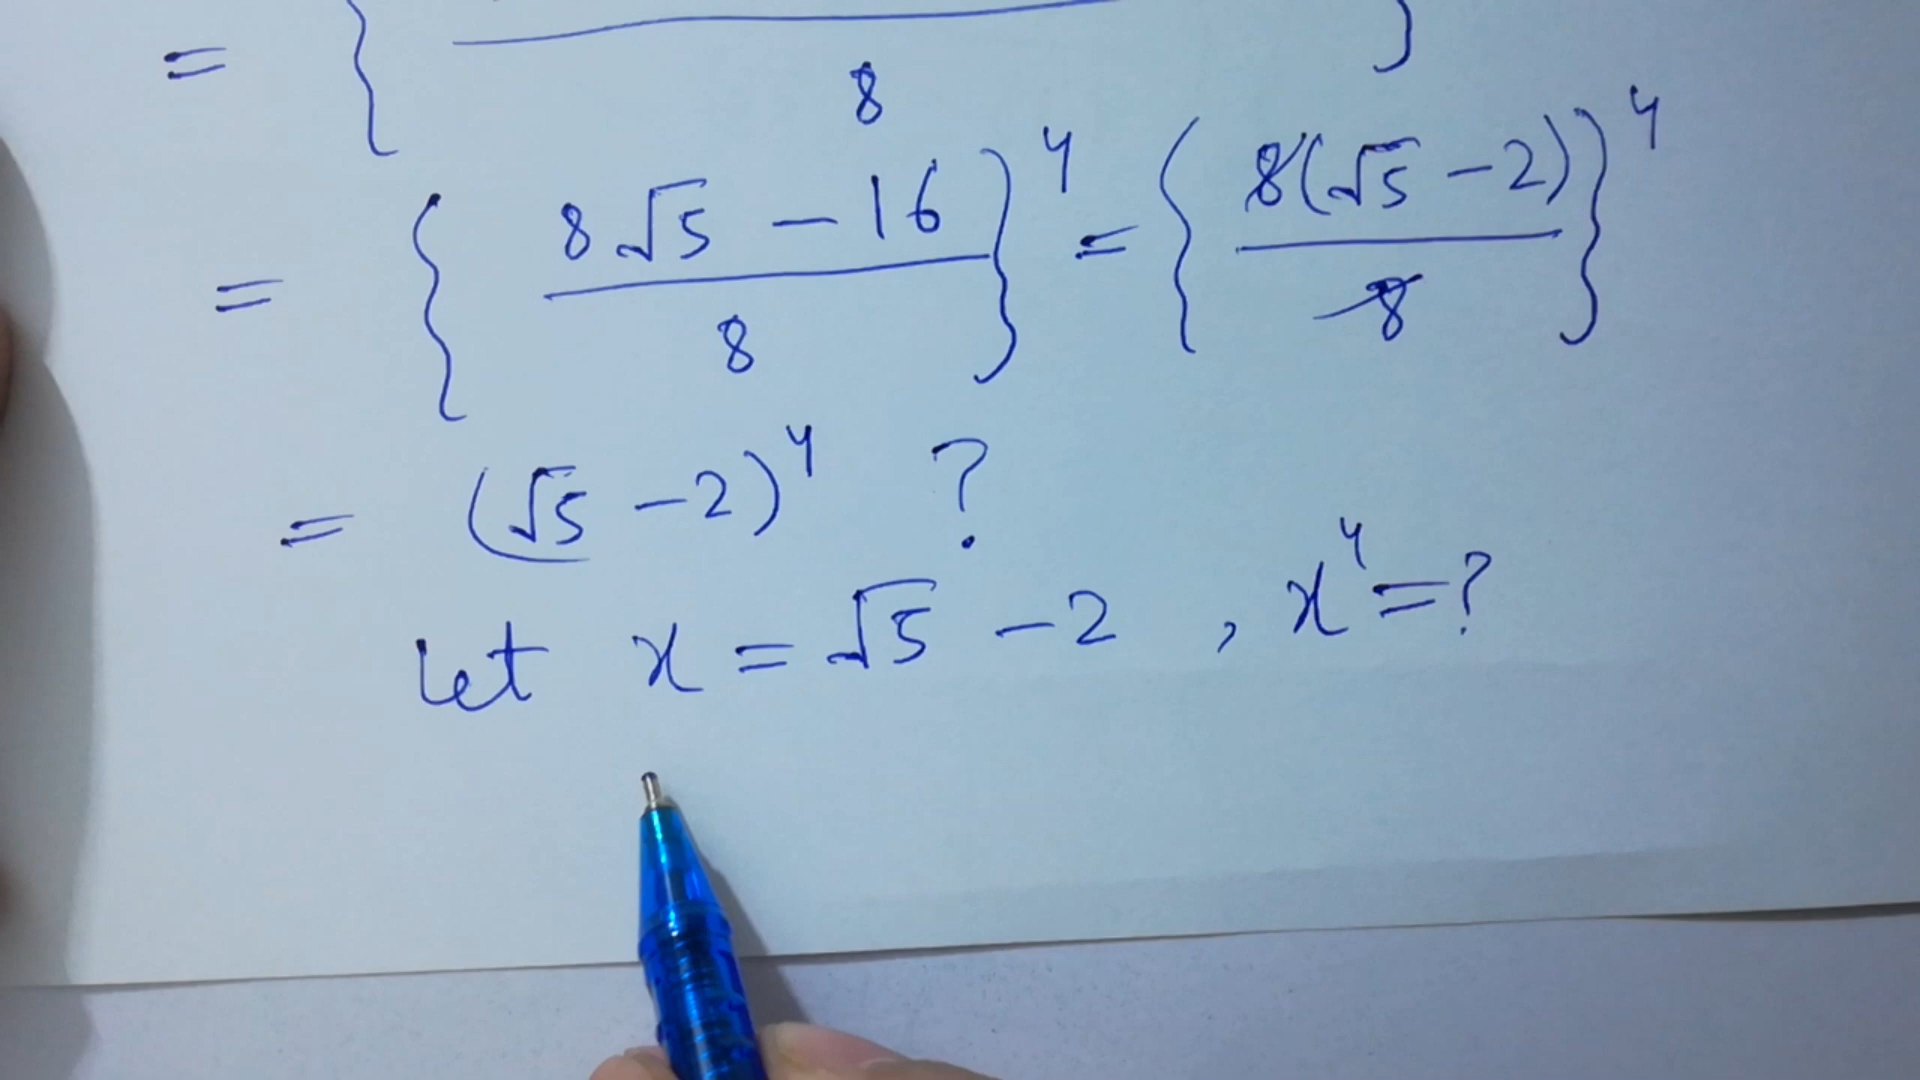 = { ——— / 8 }
= { (8√5 − 16) / 8 }⁴ = { 8(√5 − 2) / 8 }⁴
= (√5 − 2)⁴ ?
Let x = √5 − 2 , x⁴ = ?